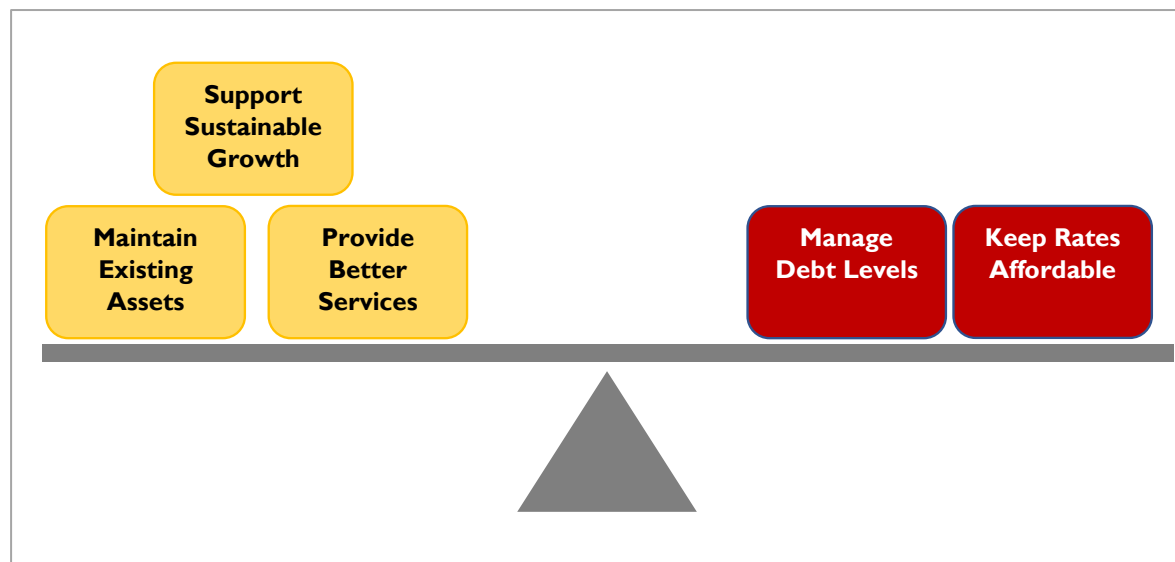 Support
Sustainable
Growth
Maintain
Existing
Assets
Provide
Better
Services
Manage
Debt Levels
Keep Rates
Affordable